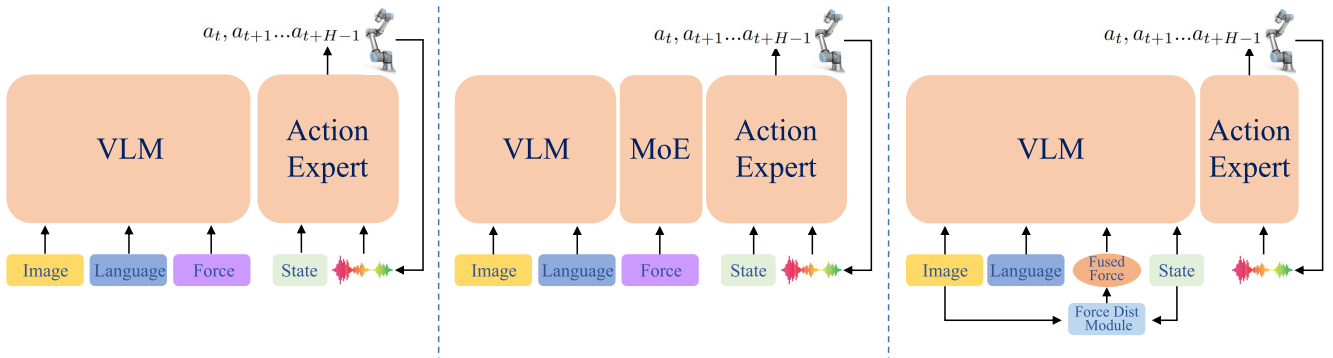 a_t, a_{t+1}...a_{t+H-1}
VLM
Action
Expert
Image
Language
Force
State
a_t, a_{t+1}...a_{t+H-1}
VLM
MoE
Action
Expert
Image
Language
Force
State
a_t, a_{t+1}...a_{t+H-1}
VLM
Action
Expert
Image
Language
Fused
Force
State
Force Dist
Module